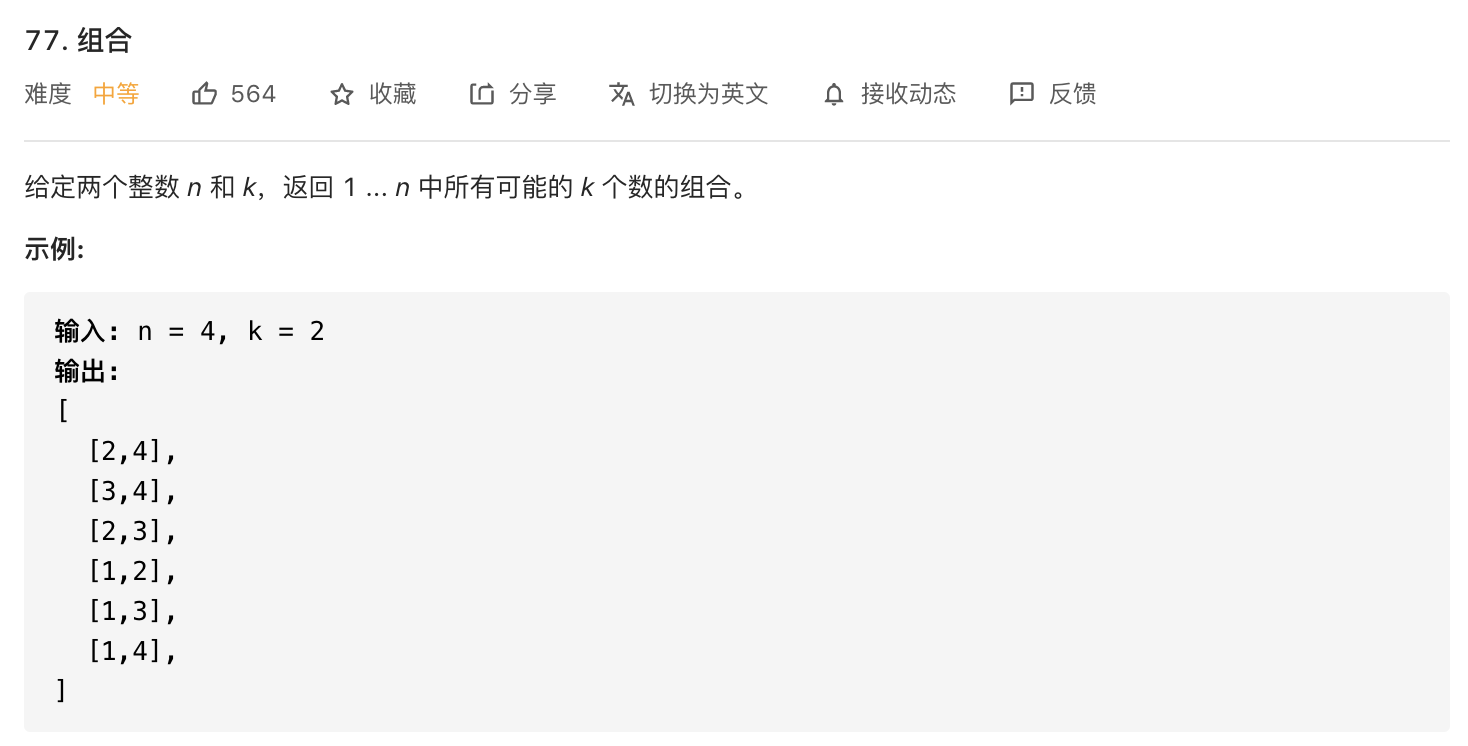 77. 组合
难度 中等 564 收藏 分享 切换为英文 接收动态 反馈
给定两个整数 n 和 k，返回 1 ... n 中所有可能的 k 个数的组合。
示例:
输入: n = 4, k = 2
输出:
[
  [2,4],
  [3,4],
  [2,3],
  [1,2],
  [1,3],
  [1,4],
]